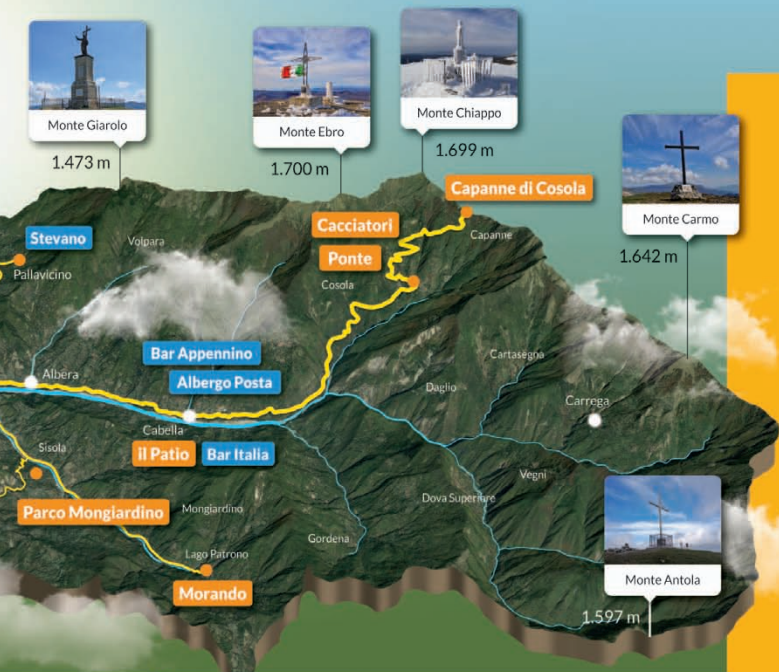 Monte Giarolo
1.473 m
Monte Ebro
1.700 m
Monte Chiappo
1.699 m
Monte Carmo
1.642 m
Capanne di Cosola
Cacciatori
Ponte
Capanne
Cosola
Stevano
Pallavicino
Volpara
Bar Appennino
Albergo Posta
Albera
Cartasegna
Daglio
Carrega
Cabella
il Patio
Bar Italia
Sisola
Vegni
Dova Superiore
Parco Mongiardino
Mongiardino
Gordena
Lago Patrono
Morando
Monte Antola
1.597 m